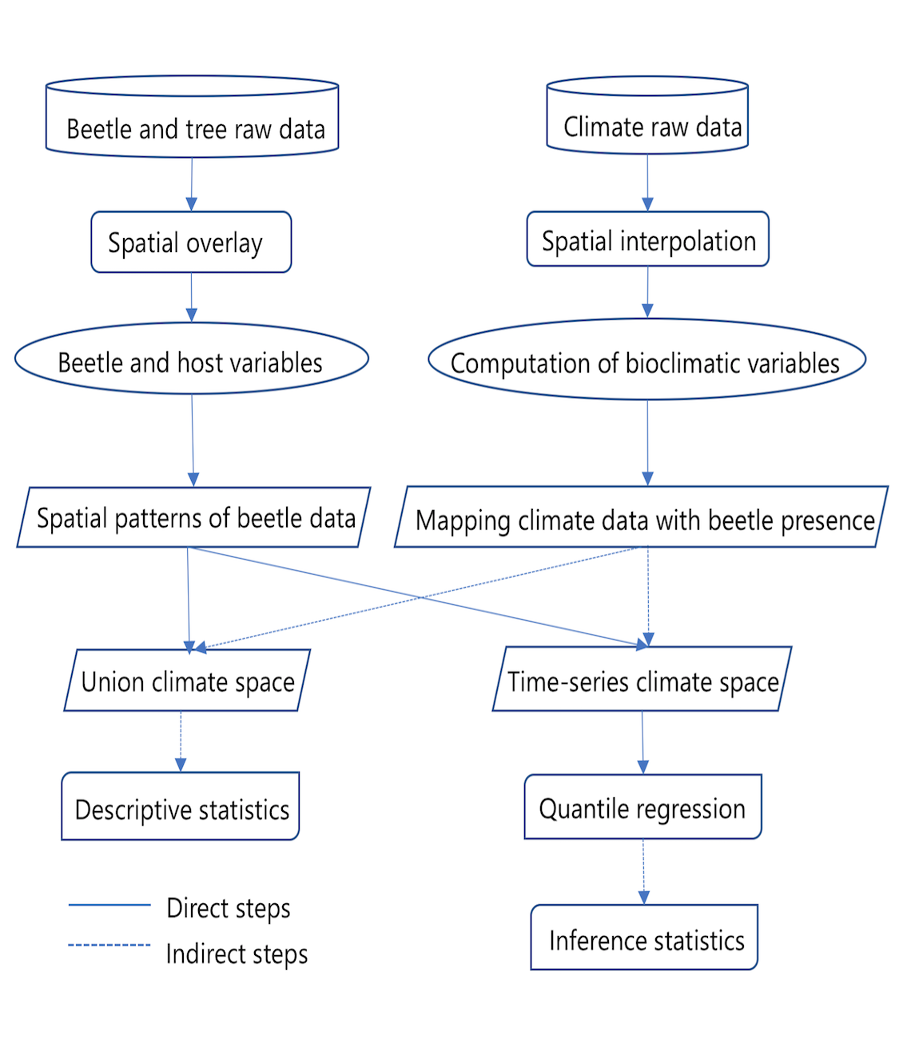 Beetle and tree raw data
Climate raw data
Spatial overlay
Spatial interpolation
Beetle and host variables
Computation of bioclimatic variables
Spatial patterns of beetle data
Mapping climate data with beetle presence
Union climate space
Time-series climate space
Descriptive statistics
Quantile regression
Direct steps
Indirect steps
Inference statistics